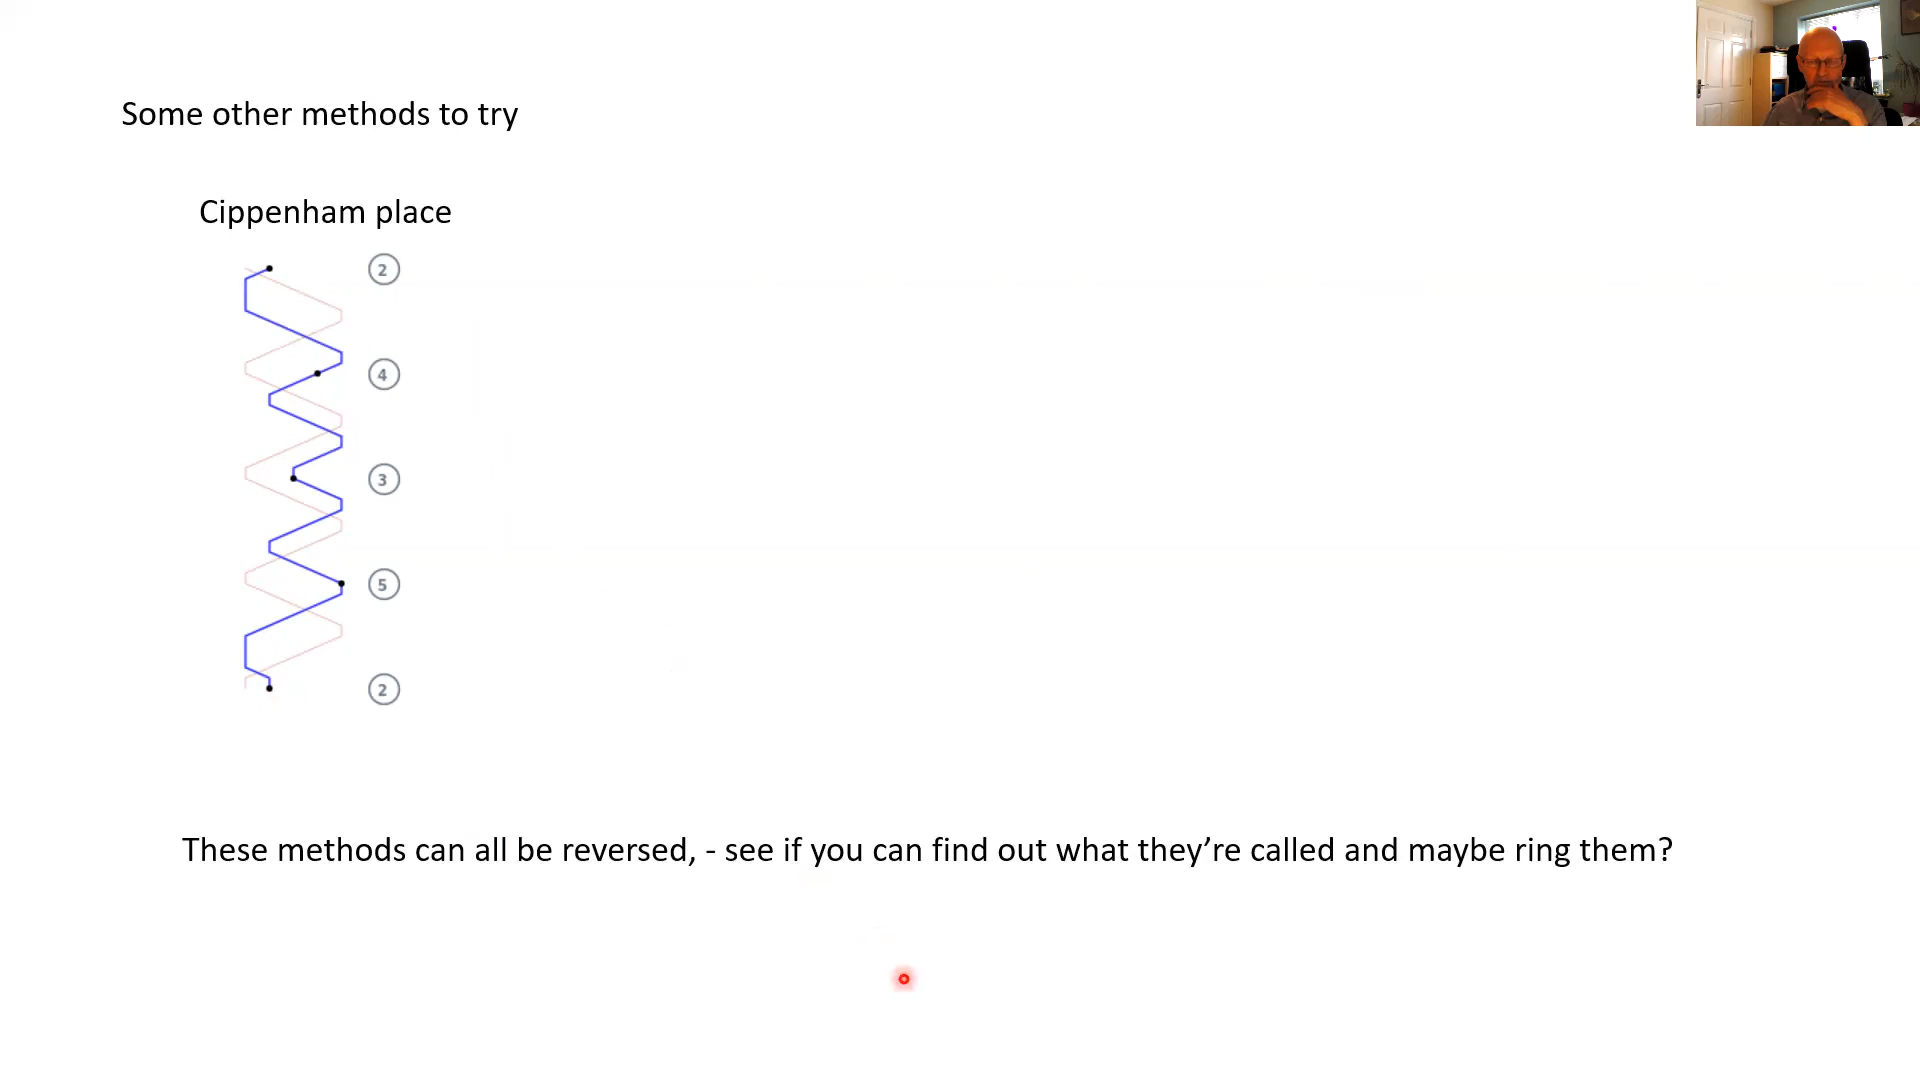 Some other methods to try
Cippenham place
2
4
3
5
2
These methods can all be reversed, - see if you can find out what they’re called and maybe ring them?